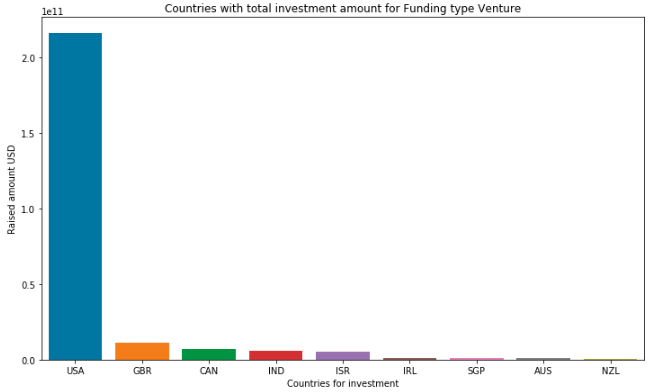 Countries with total investment amount for Funding type Venture
1e11
2.0
1.5
1.0
0.5
0.0
Raised amount USD
USA GBR CAN IND ISR IRL SGP AUS NZL
Countries for investment